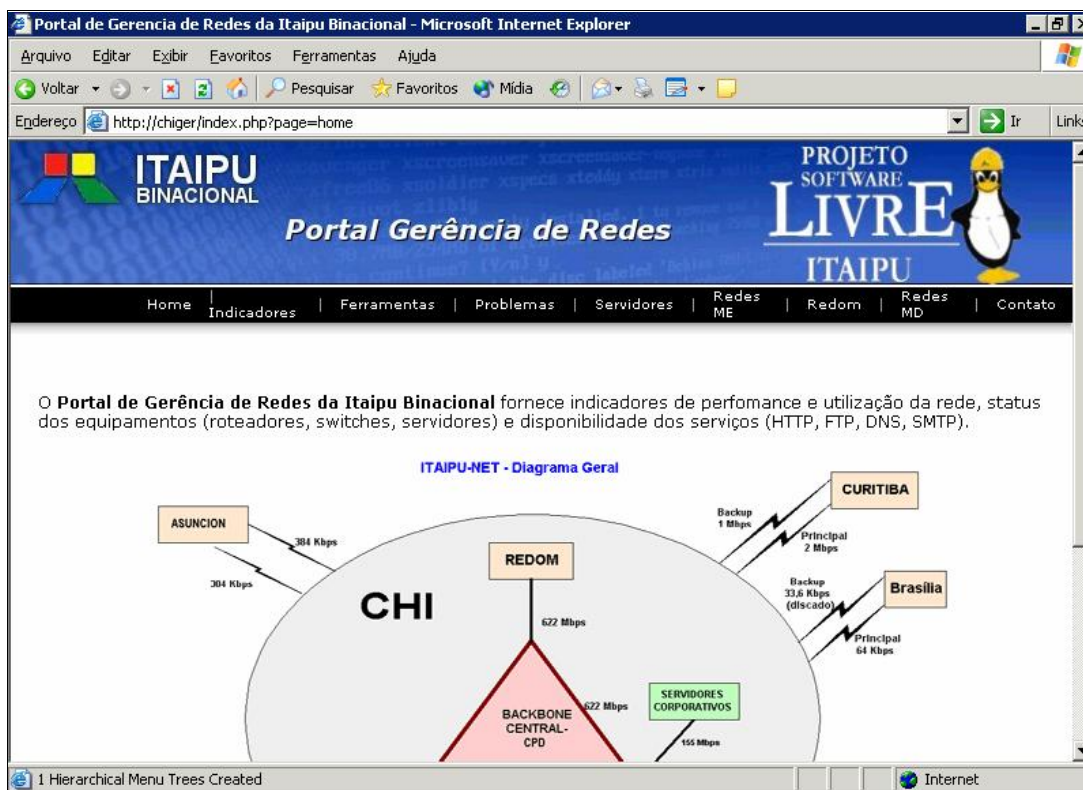 Portal de Gerencia de Redes da Itaipu Binacional - Microsoft Internet Explorer
Arquivo Editar Exibir Favoritos Ferramentas Ajuda
Voltar Pesquisar Favoritos Mídia
Endereço http://chiger/index.php?page=home Ir Links
ITAIPU
BINACIONAL
Portal Gerência de Redes
PROJETO
SOFTWARE
LIVRE
ITAIPU
Home | Indicadores | Ferramentas | Problemas | Servidores | Redes ME | Redom | Redes MD | Contato
O Portal de Gerência de Redes da Itaipu Binacional fornece indicadores de perfomance e utilização da rede, status
dos equipamentos (roteadores, switches, servidores) e disponibilidade dos serviços (HTTP, FTP, DNS, SMTP).
ITAIPU-NET - Diagrama Geral
ASUNCION
384 Kbps
384 Kbps
CURITIBA
Backup
1 Mbps
Principal
2 Mbps
Brasília
Backup
33,6 Kbps
(discado)
Principal
64 Kbps
CHI
REDOM
622 Mbps
622 Mbps
BACKBONE
CENTRAL-
CPD
SERVIDORES
CORPORATIVOS
155 Mbps
1 Hierarchical Menu Trees Created
Internet